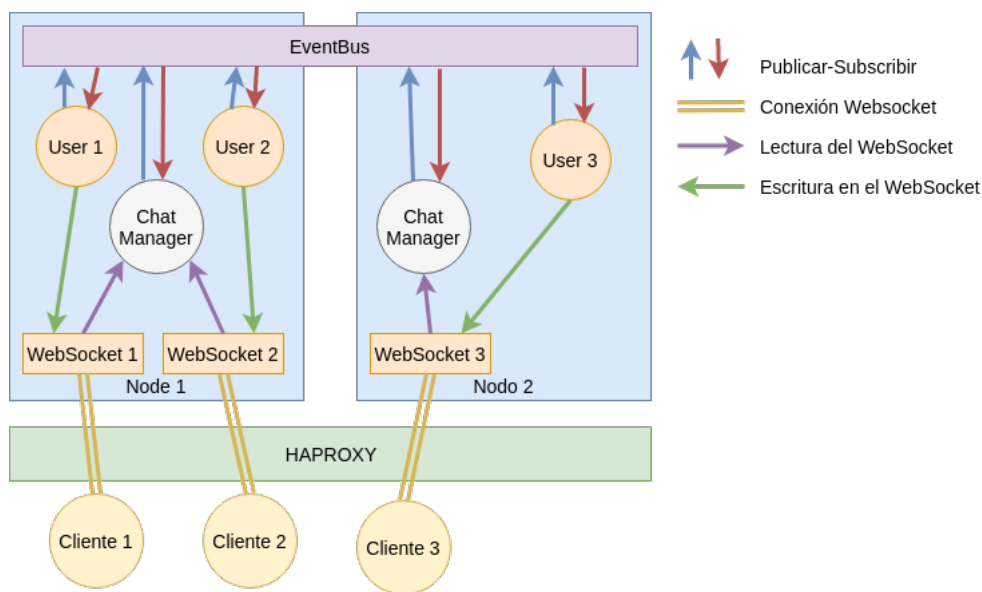 EventBus
User 1
User 2
User 3
Chat
Manager
Chat
Manager
WebSocket 1
WebSocket 2
WebSocket 3
Node 1
Nodo 2
HAPROXY
Cliente 1
Cliente 2
Cliente 3
Publicar-Subscribir
Conexión Websocket
Lectura del WebSocket
Escritura en el WebSocket